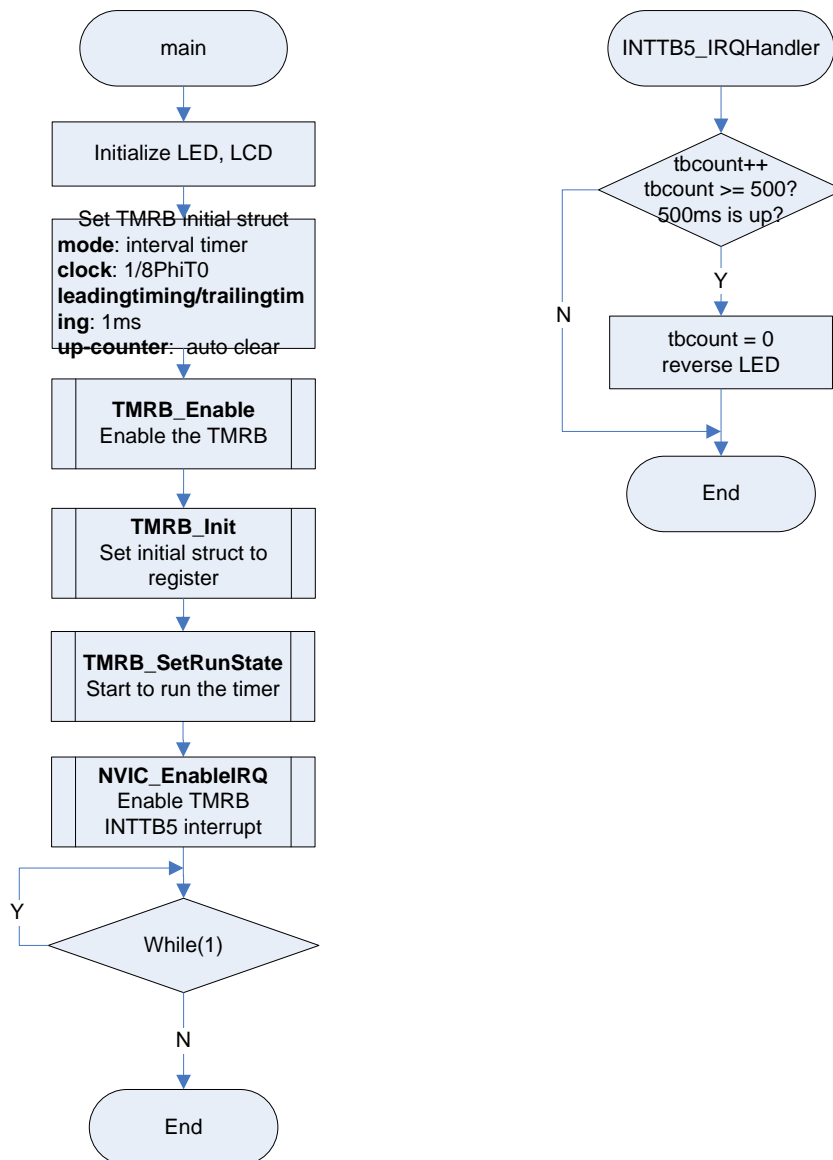 main
Initialize LED, LCD
Set TMRB initial struct
mode: interval timer
clock: 1/8PhiT0
leadingtiming/trailingtim
ing: 1ms
up-counter:  auto clear
TMRB_Enable
Enable the TMRB
TMRB_Init
Set initial struct to
register
TMRB_SetRunState
Start to run the timer
NVIC_EnableIRQ
Enable TMRB
INTTB5 interrupt
Y
While(1)
N
End
INTTB5_IRQHandler
tbcount++
tbcount >= 500?
500ms is up?
Y
N
tbcount = 0
reverse LED
End